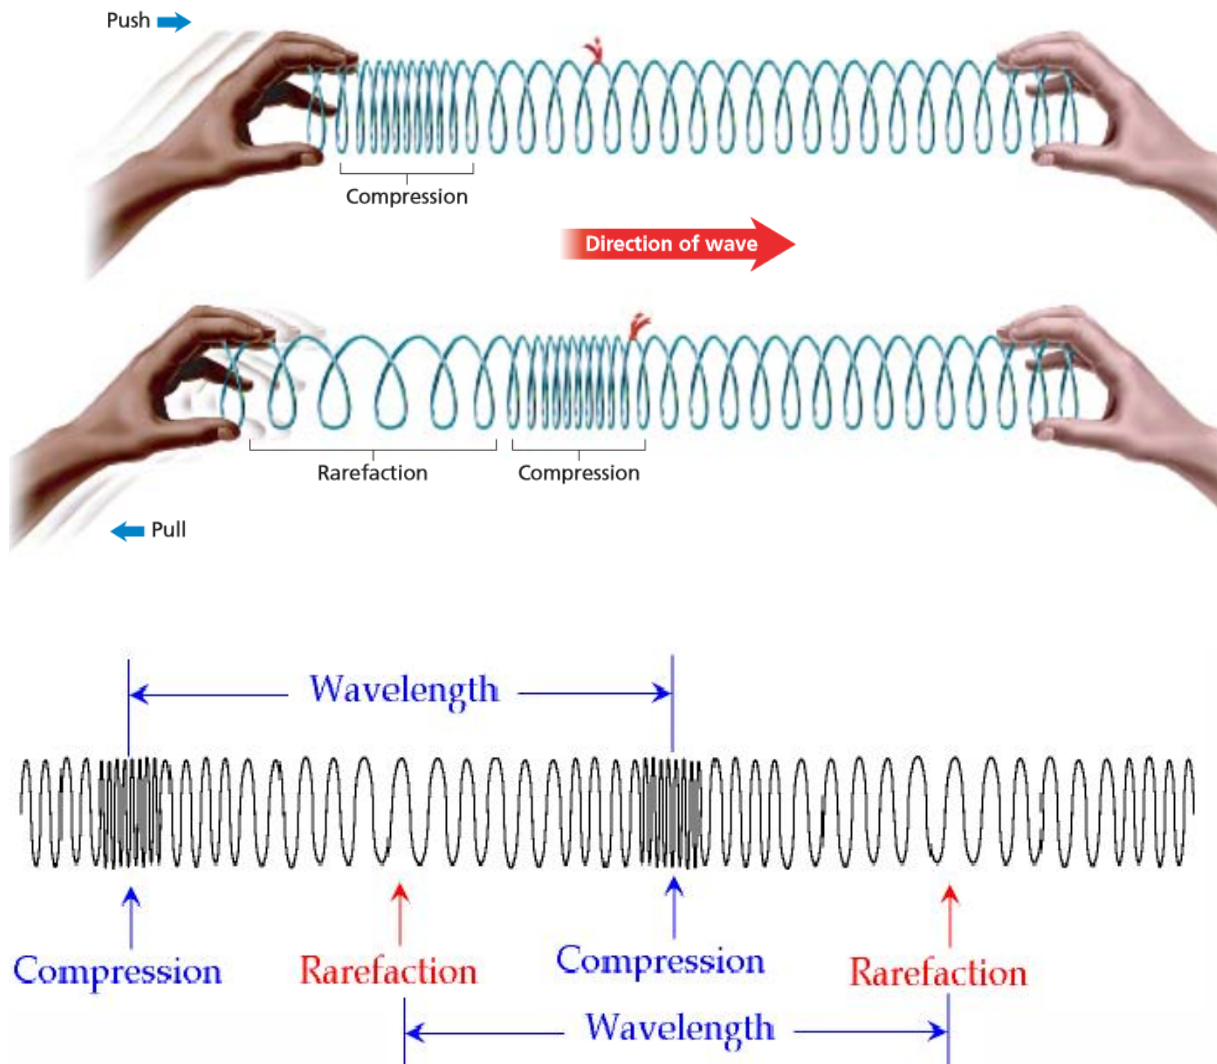 Push
Compression
Direction of wave
Rarefaction
Compression
Pull
Wavelength
Compression
Rarefaction
Compression
Rarefaction
Wavelength